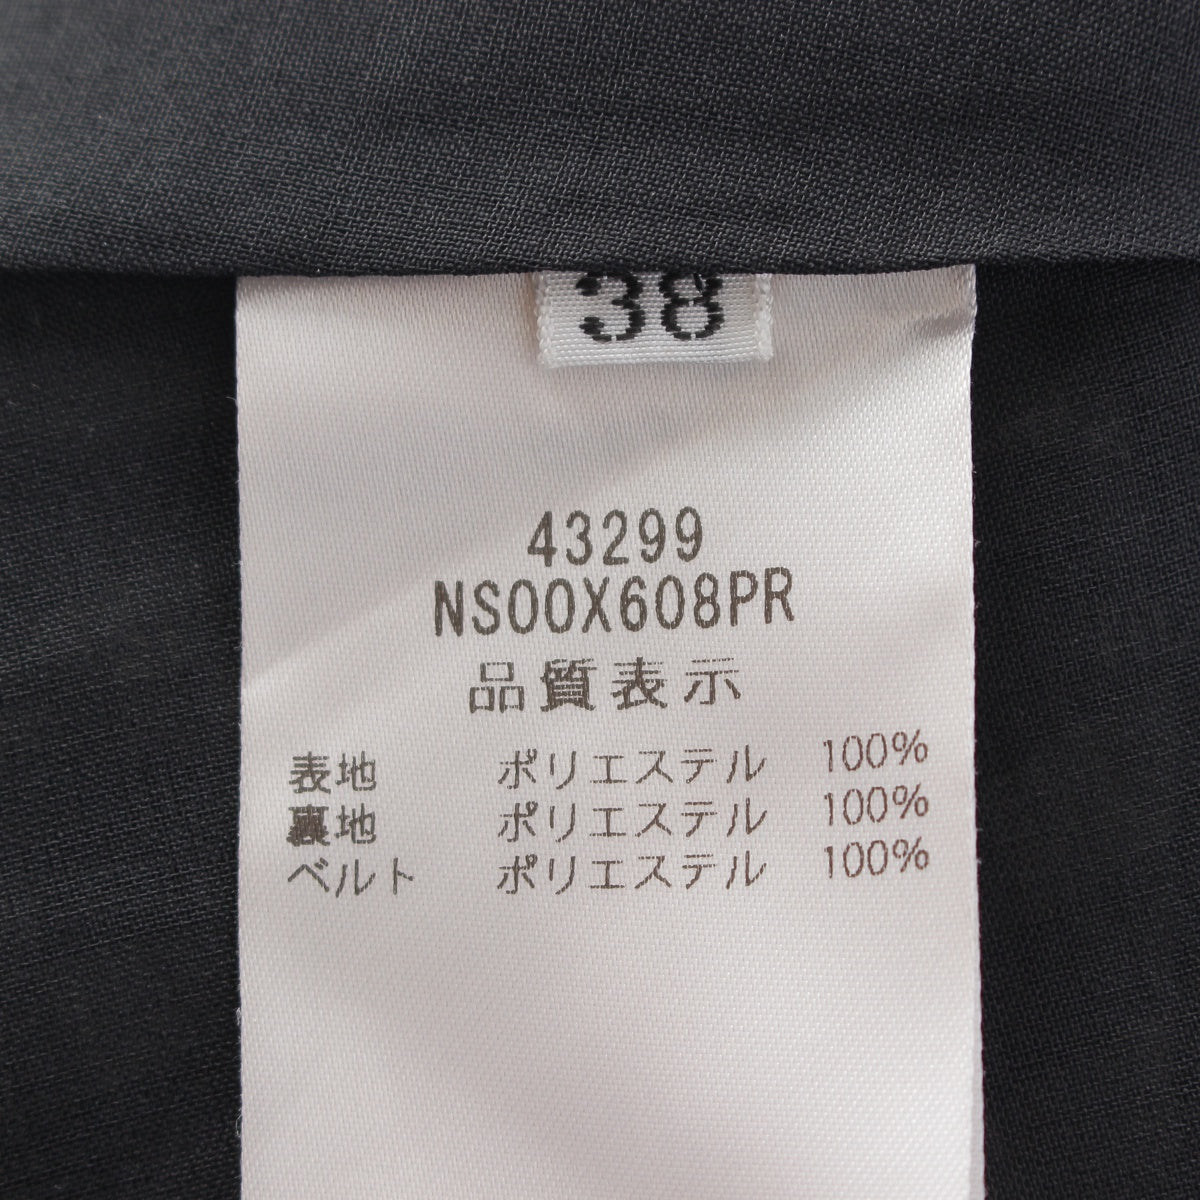 38
43299
NS00X608PR
品質表示
表地 ポリエステル 100%
裏地 ポリエステル 100%
ベルト ポリエステル 100%